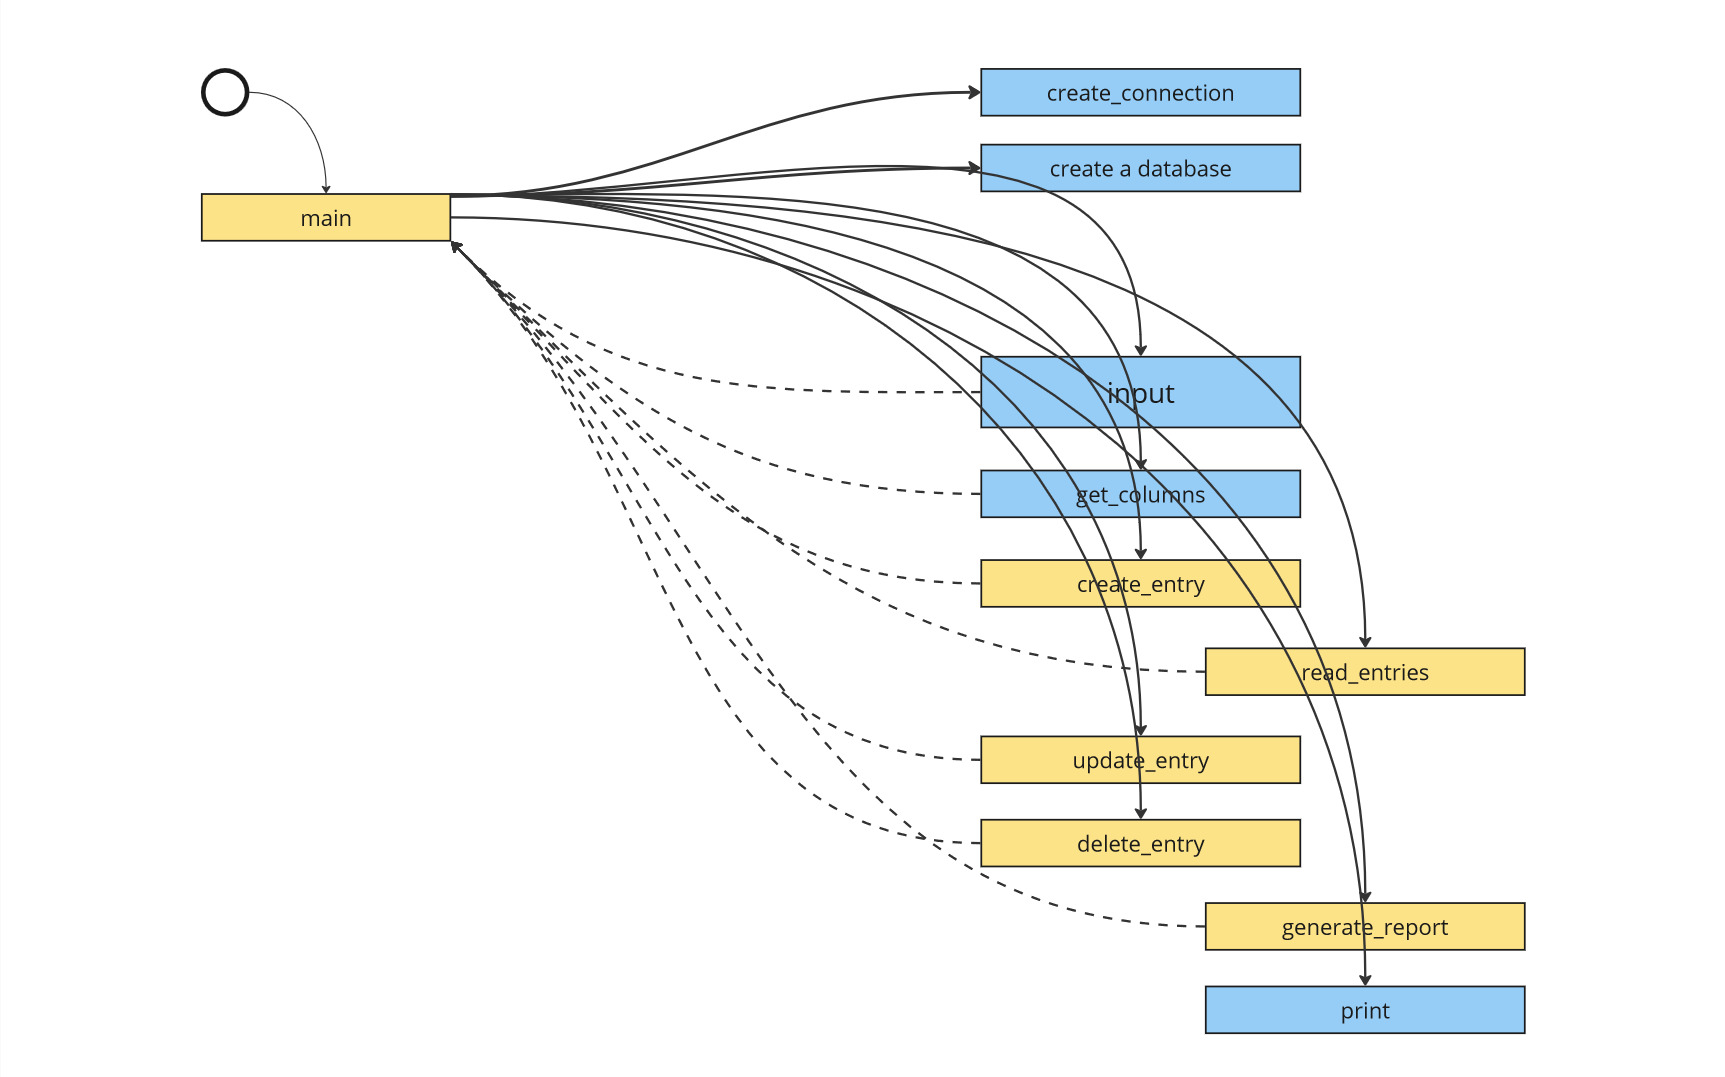 create_connection
create a database
main
input
get_columns
create_entry
read_entries
update_entry
delete_entry
generate_report
print